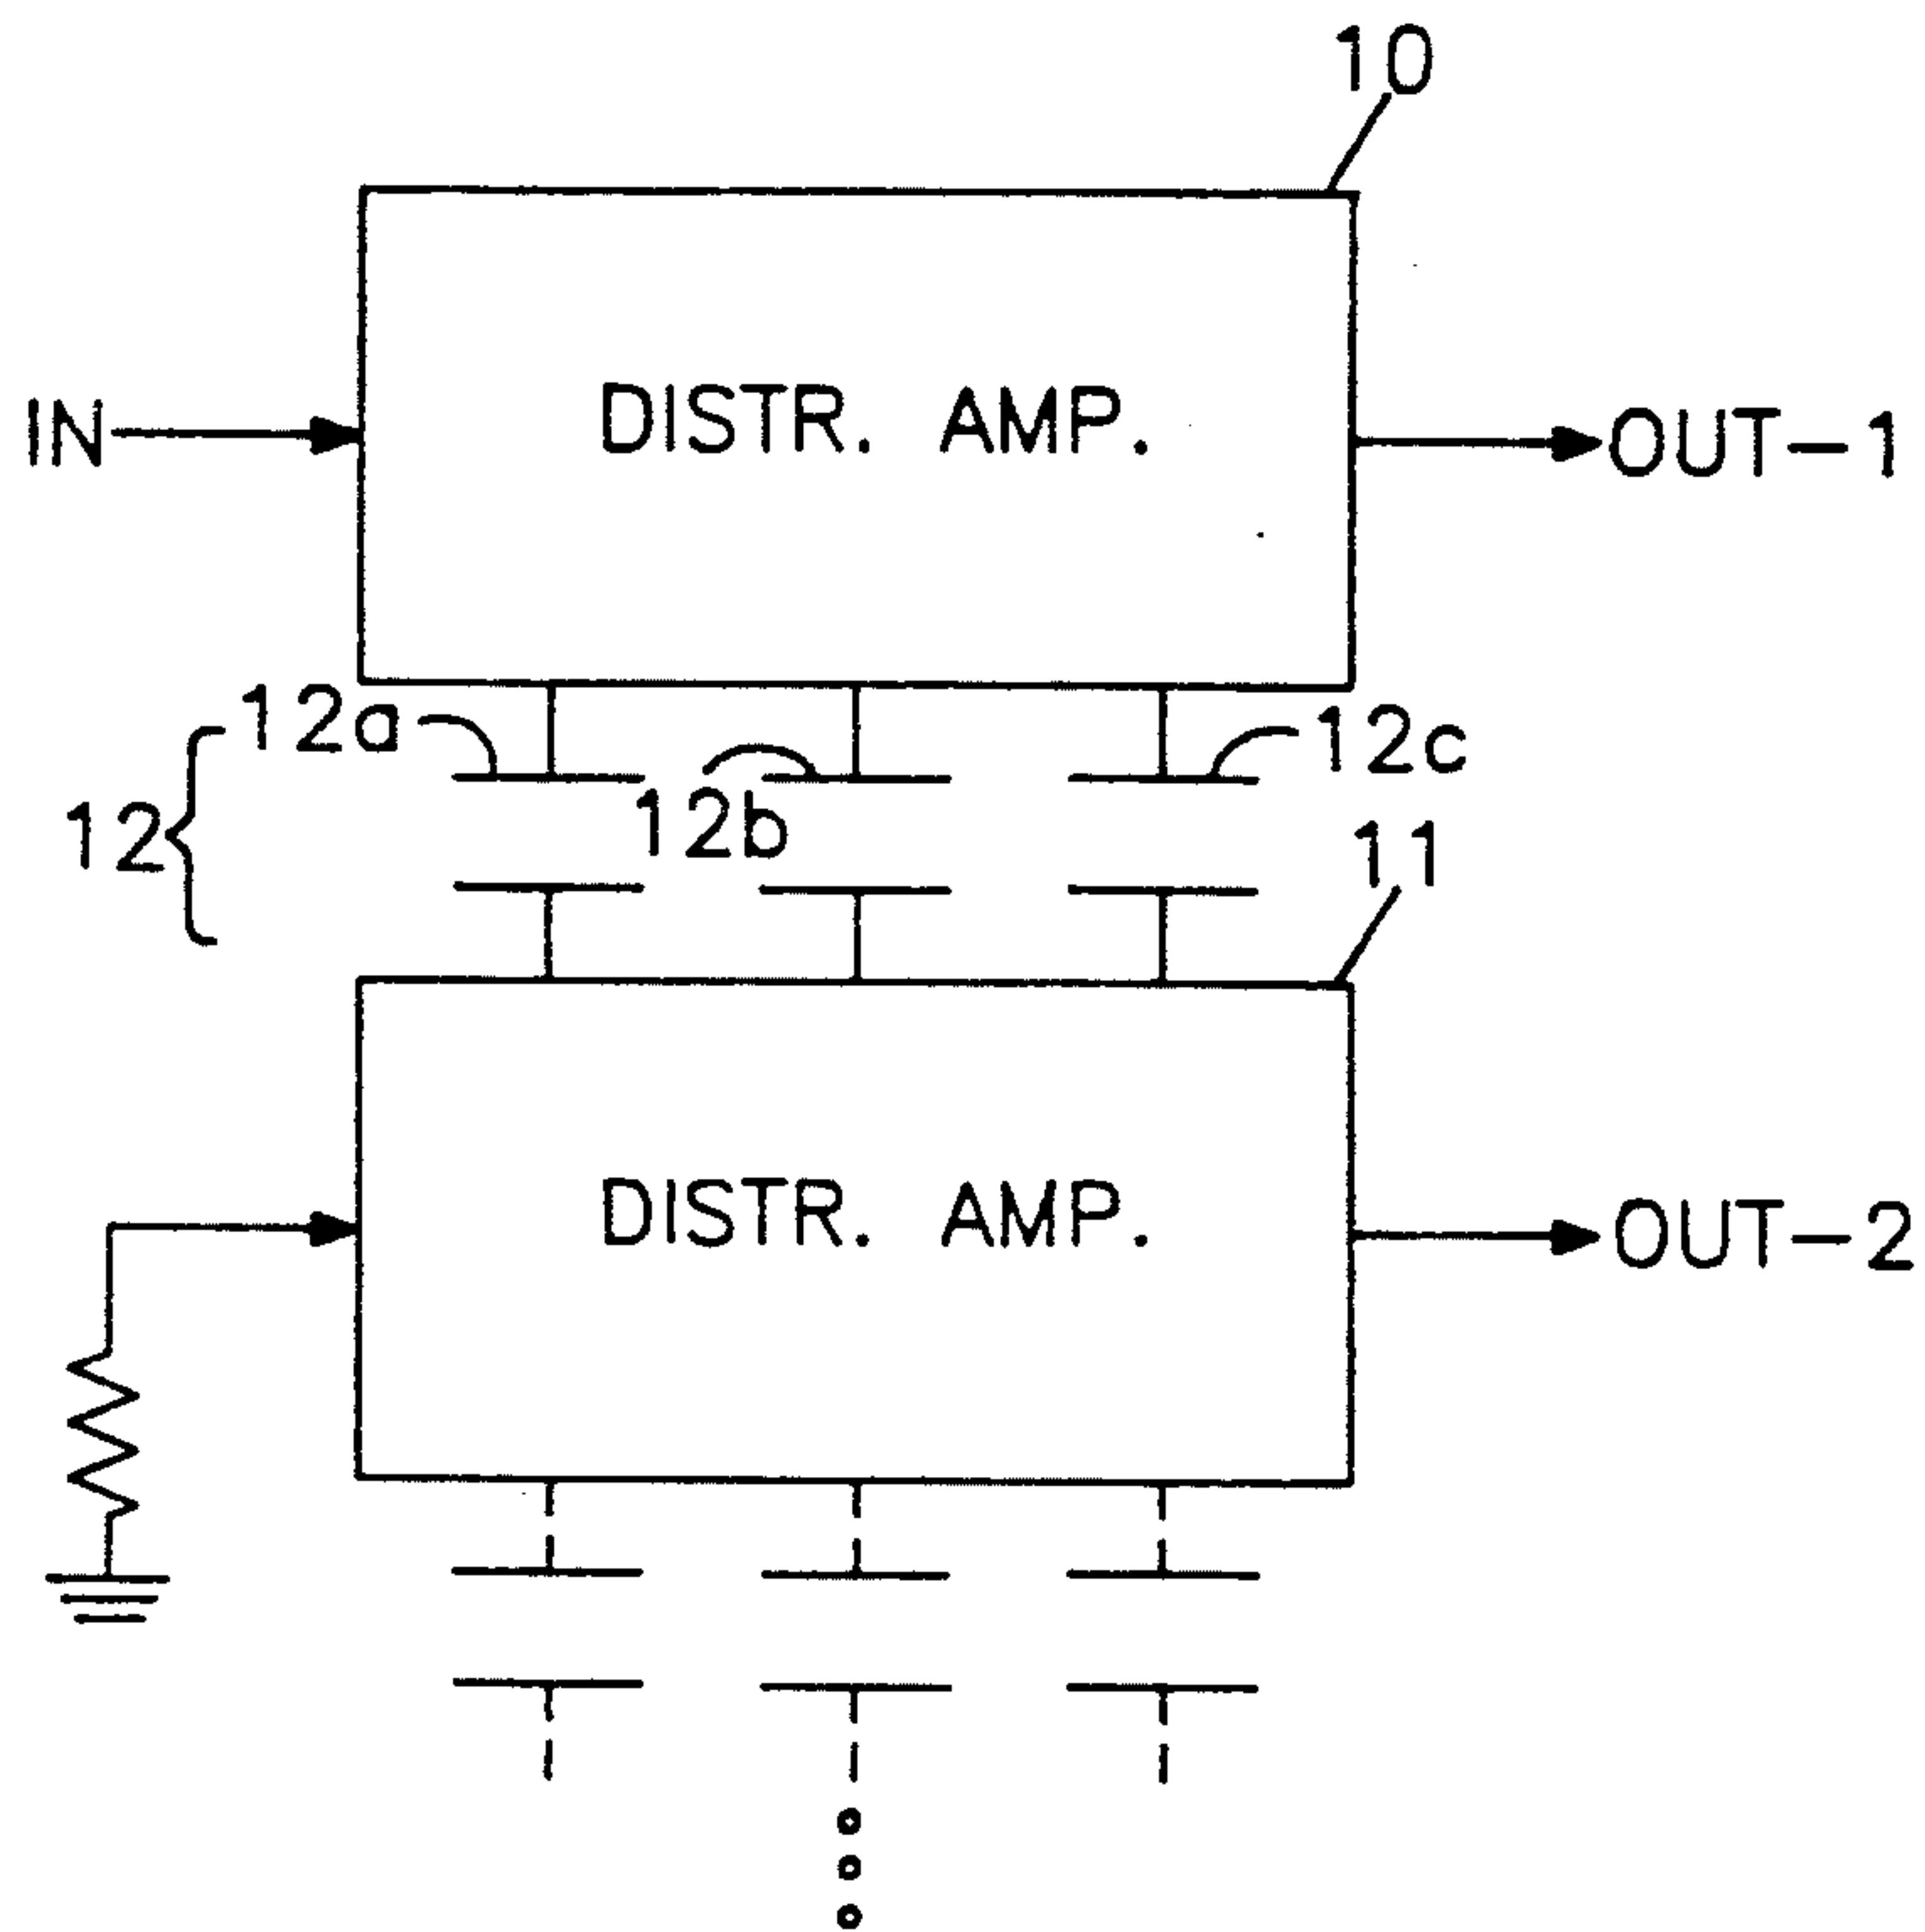 10
IN
DISTR. AMP.
OUT-1
12a
12b
12c
12
11
DISTR. AMP.
OUT-2